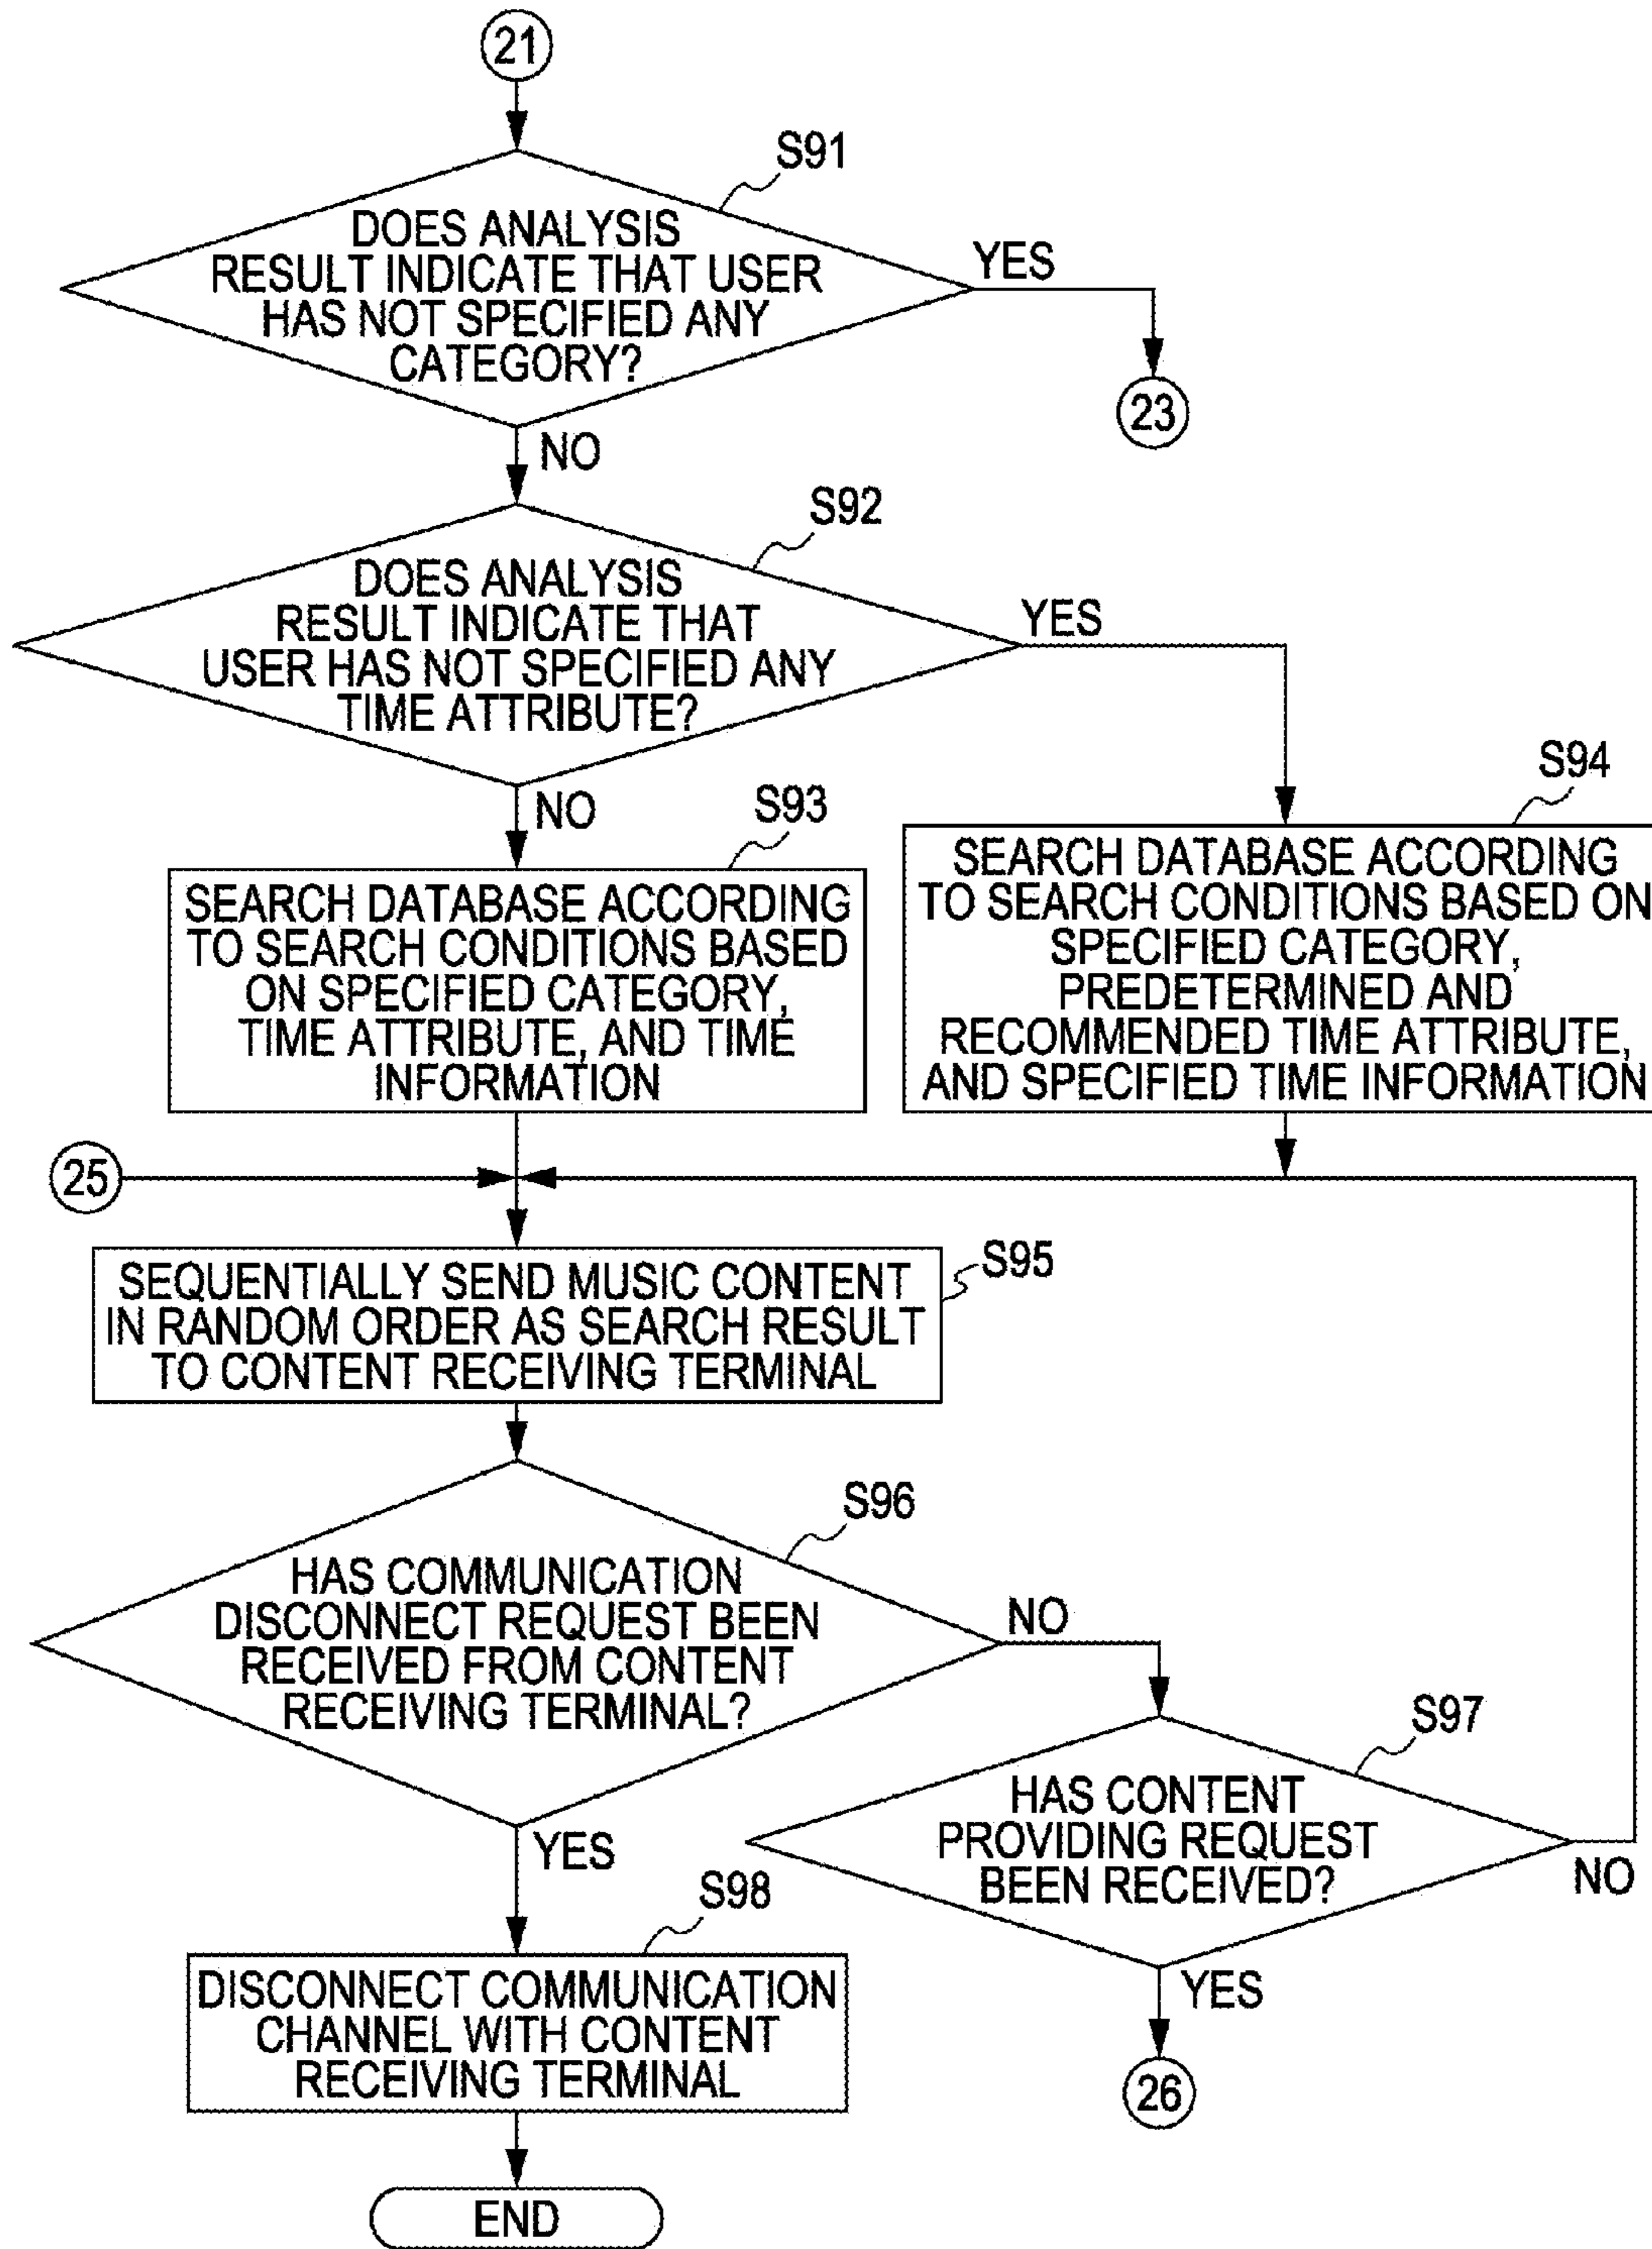 21
S91
DOES ANALYSIS
RESULT INDICATE THAT USER
HAS NOT SPECIFIED ANY
CATEGORY?
YES
23
NO
S92
DOES ANALYSIS
RESULT INDICATE THAT
USER HAS NOT SPECIFIED ANY
TIME ATTRIBUTE?
YES
NO
S93
SEARCH DATABASE ACCORDING
TO SEARCH CONDITIONS BASED
ON SPECIFIED CATEGORY,
TIME ATTRIBUTE, AND TIME
INFORMATION
S94
SEARCH DATABASE ACCORDING
TO SEARCH CONDITIONS BASED ON
SPECIFIED CATEGORY,
PREDETERMINED AND
RECOMMENDED TIME ATTRIBUTE,
AND SPECIFIED TIME INFORMATION
25
S95
SEQUENTIALLY SEND MUSIC CONTENT
IN RANDOM ORDER AS SEARCH RESULT
TO CONTENT RECEIVING TERMINAL
S96
HAS COMMUNICATION
DISCONNECT REQUEST BEEN
RECEIVED FROM CONTENT
RECEIVING TERMINAL?
NO
S97
HAS CONTENT
PROVIDING REQUEST
BEEN RECEIVED?
NO
YES
26
YES
S98
DISCONNECT COMMUNICATION
CHANNEL WITH CONTENT
RECEIVING TERMINAL
END